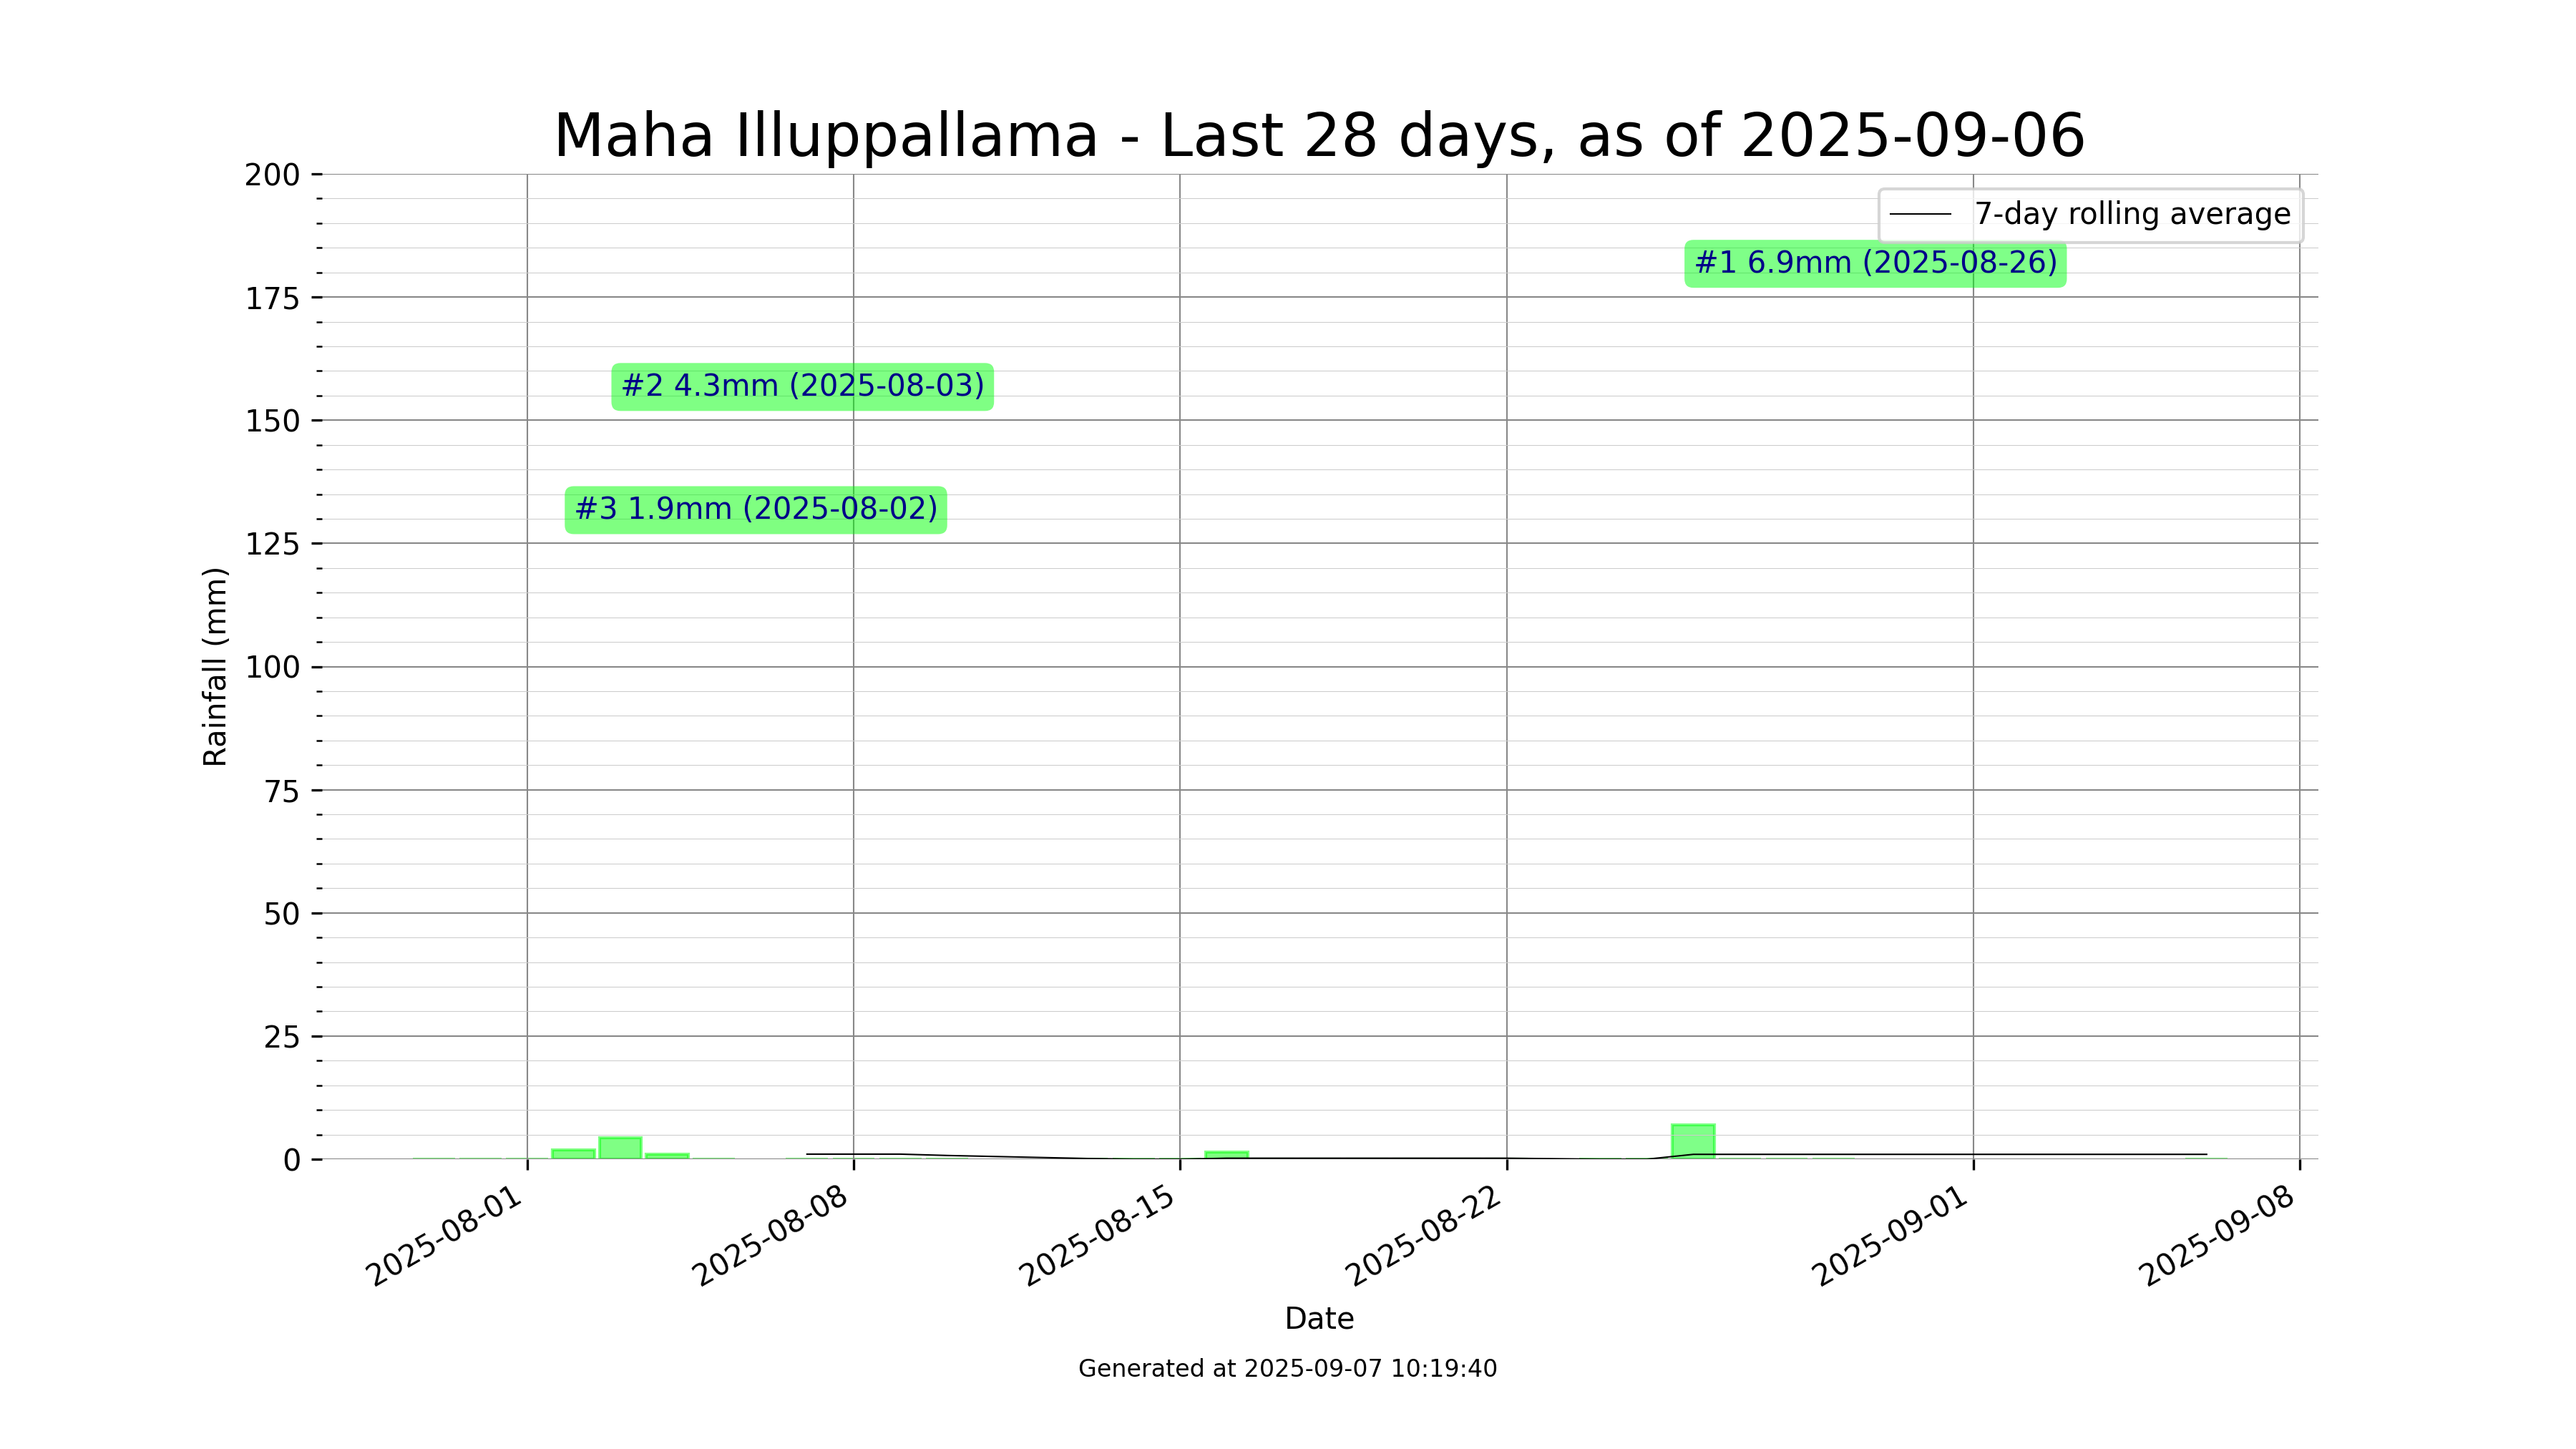 Maha Illuppallama - Last 28 days, as of 2025-09-06
200
175
150
125
100
75
50
25
0
Rainfall (mm)
7-day rolling average
#1 6.9mm (2025-08-26)
#2 4.3mm (2025-08-03)
#3 1.9mm (2025-08-02)
2025-08-01
2025-08-08
2025-08-15
2025-08-22
2025-09-01
2025-09-08
Date
Generated at 2025-09-07 10:19:40